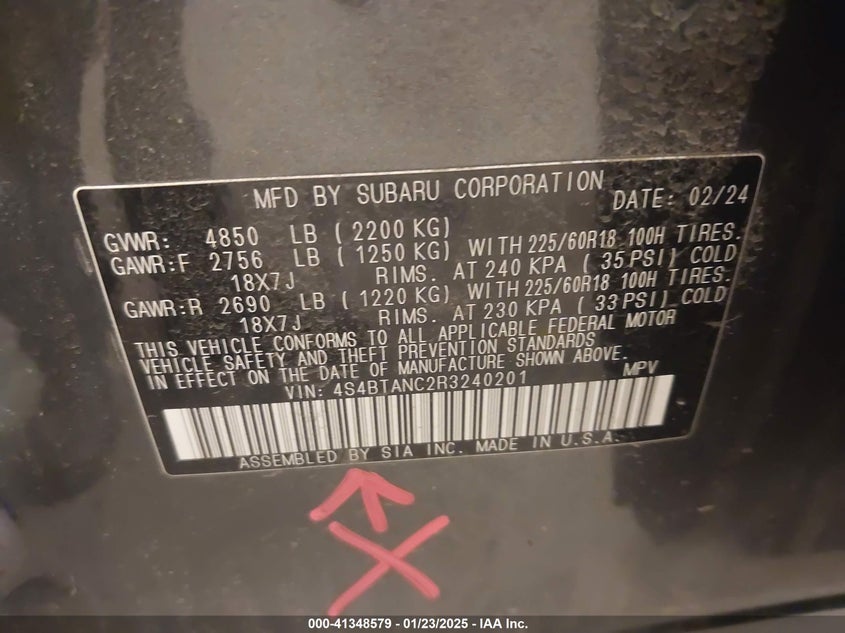 MFD BY SUBARU CORPORATION DATE: 02/24
GVWR: 4850 LB ( 2200 KG)
GAWR:F 2756 LB ( 1250 KG) WITH 225/60R18 100H TIRES.
18X7J RIMS. AT 240 KPA ( 35 PSI) COLD
GAWR:R 2690 LB ( 1220 KG) WITH 225/60R18 100H TIRES.
18X7J RIMS. AT 230 KPA ( 33 PSI) COLD
THIS VEHICLE CONFORMS TO ALL APPLICABLE FEDERAL MOTOR
VEHICLE SAFETY AND THEFT PREVENTION STANDARDS
IN EFFECT ON THE DATE OF MANUFACTURE SHOWN ABOVE.
VIN: 4S4BTANC2R3240201 MPV
ASSEMBLED BY SIA INC. MADE IN U.S.A.
X
000-41348579 - 01/23/2025 - IAA Inc.